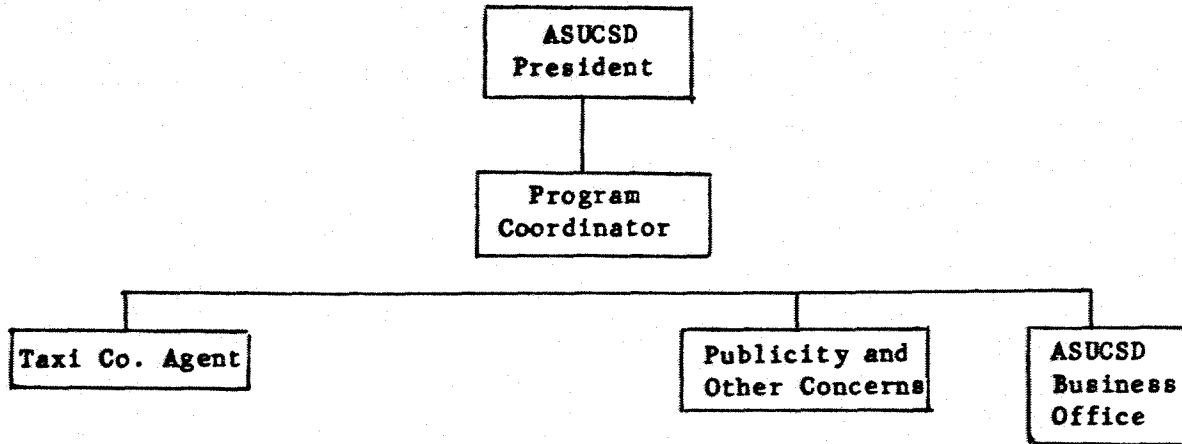 ASUCSD
President
Program
Coordinator
Taxi Co. Agent
Publicity and
Other Concerns
ASUCSD
Business
Office